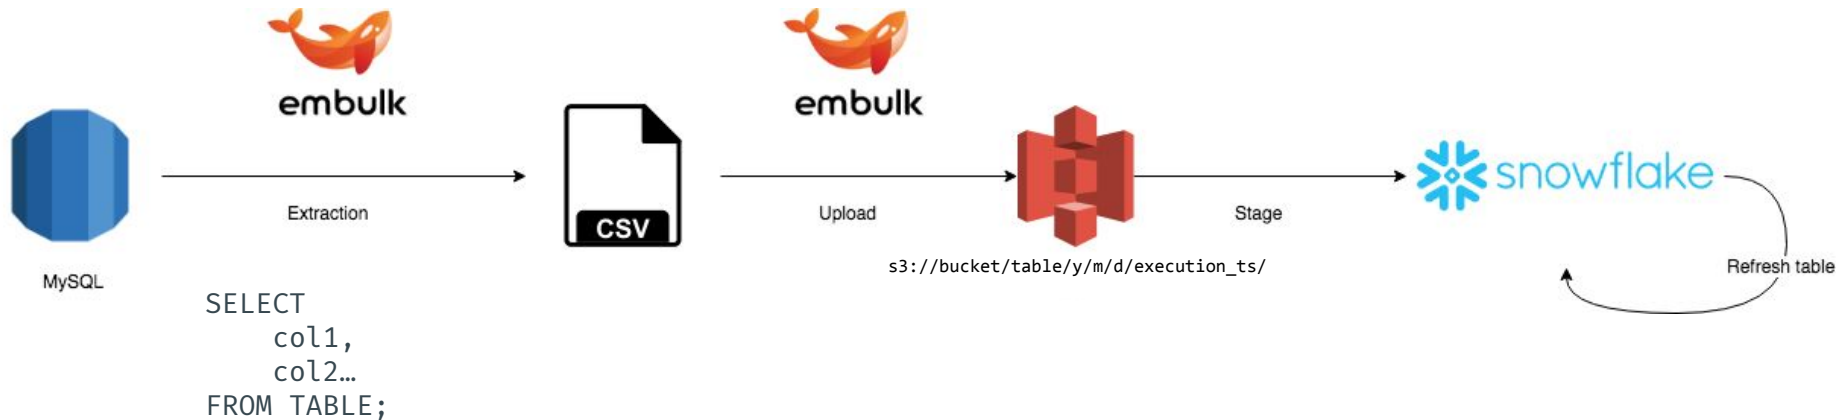 embulk
embulk
MySQL
Extraction
CSV
Upload
Stage
snowflake
Refresh table
s3://bucket/table/y/m/d/execution_ts/
SELECT
col1,
col2…
FROM TABLE;